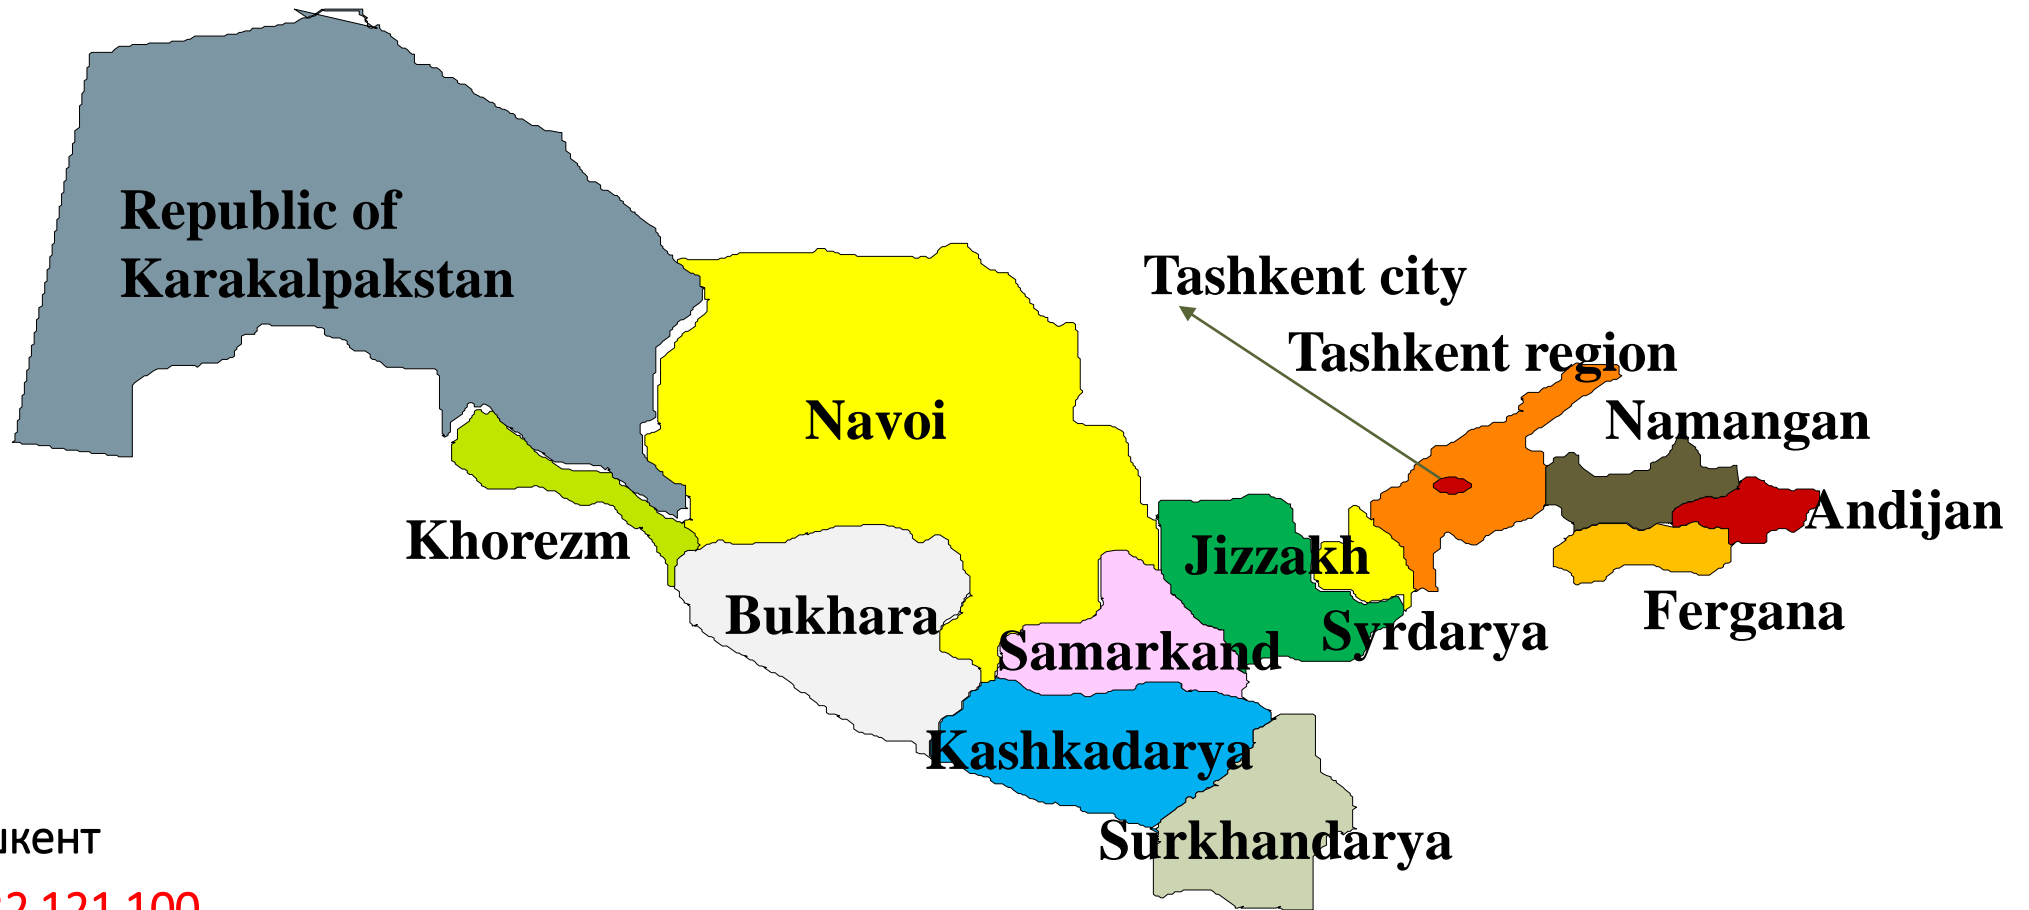 Republic of
Karakalpakstan
Tashkent city
Tashkent region
Navoi
Namangan
Andijan
Khorezm
Jizzakh
Bukhara
Fergana
Samarkand
Syrdarya
Kashkadarya
Surkhandarya